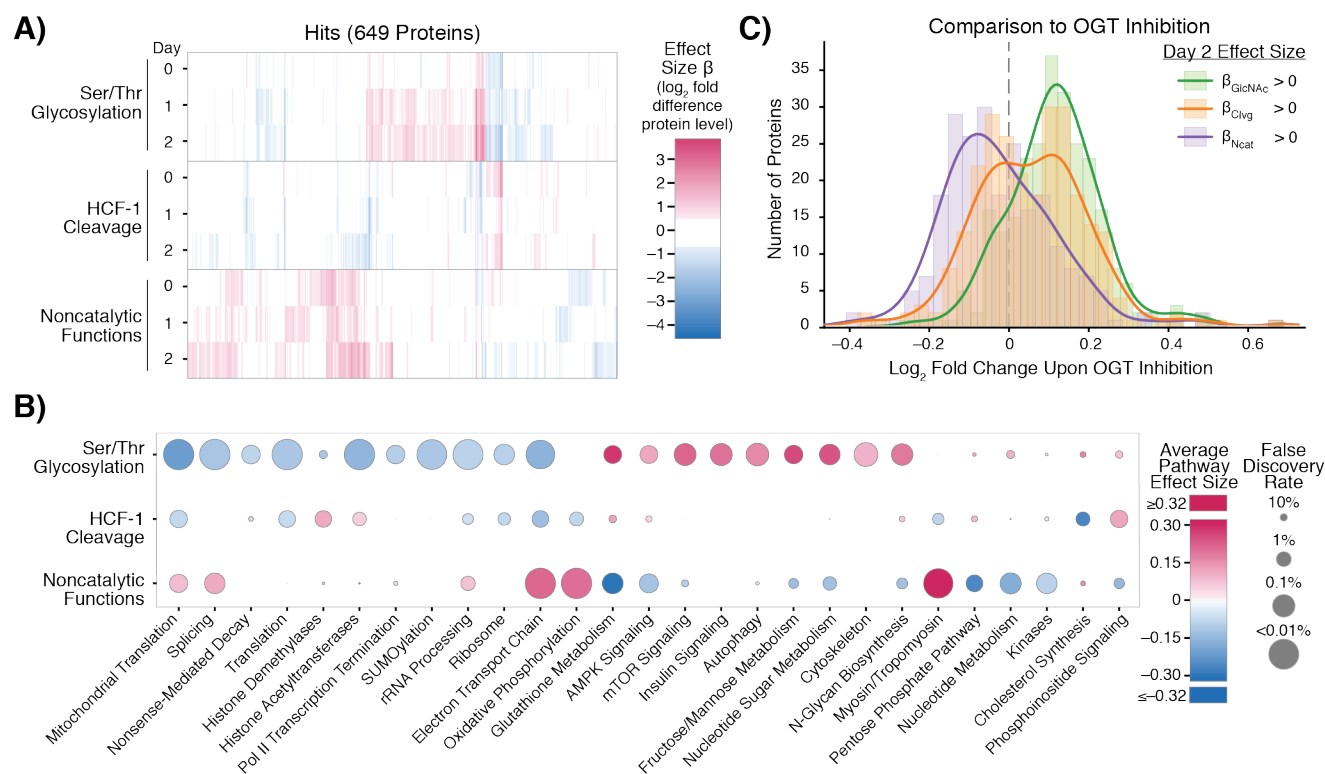 A)
Hits (649 Proteins)
Day
0
1
2
0
1
2
0
1
2
Ser/Thr
Glycosylation
HCF-1
Cleavage
Noncatalytic
Functions
Effect
Size β
(log2 fold
difference
protein level)
3
2
1
0
−1
−2
−3
−4
C)
Comparison to OGT Inhibition
Day 2 Effect Size
βGlcNAc > 0
βClvg > 0
βNcat > 0
Number of Proteins
35
30
25
20
15
10
5
0
−0.4
−0.2
0
0.2
0.4
0.6
Log2 Fold Change Upon OGT Inhibition
B)
Ser/Thr
Glycosylation
HCF-1
Cleavage
Noncatalytic
Functions
Mitochondrial Translation
Splicing
Nonsense-Mediated Decay
Translation
Histone Demethylases
Histone Acetyltransferases
Pol II Transcription Termination
SUMOylation
rRNA Processing
Ribosome
Electron Transport Chain
Oxidative Phosphorylation
Glutathione Metabolism
AMPK Signaling
mTOR Signaling
Insulin Signaling
Autophagy
Fructose/Mannose Metabolism
Nucleotide Sugar Metabolism
Cytoskeleton
N-Glycan Biosynthesis
Myosin/Tropomyosin
Pentose Phosphate Pathway
Nucleotide Metabolism
Kinases
Cholesterol Synthesis
Phosphoinositide Signaling
Average
Pathway
Effect Size
≥0.32
0.30
0.15
0
−0.15
−0.30
≤−0.32
False
Discovery
Rate
10%
1%
0.1%
<0.01%